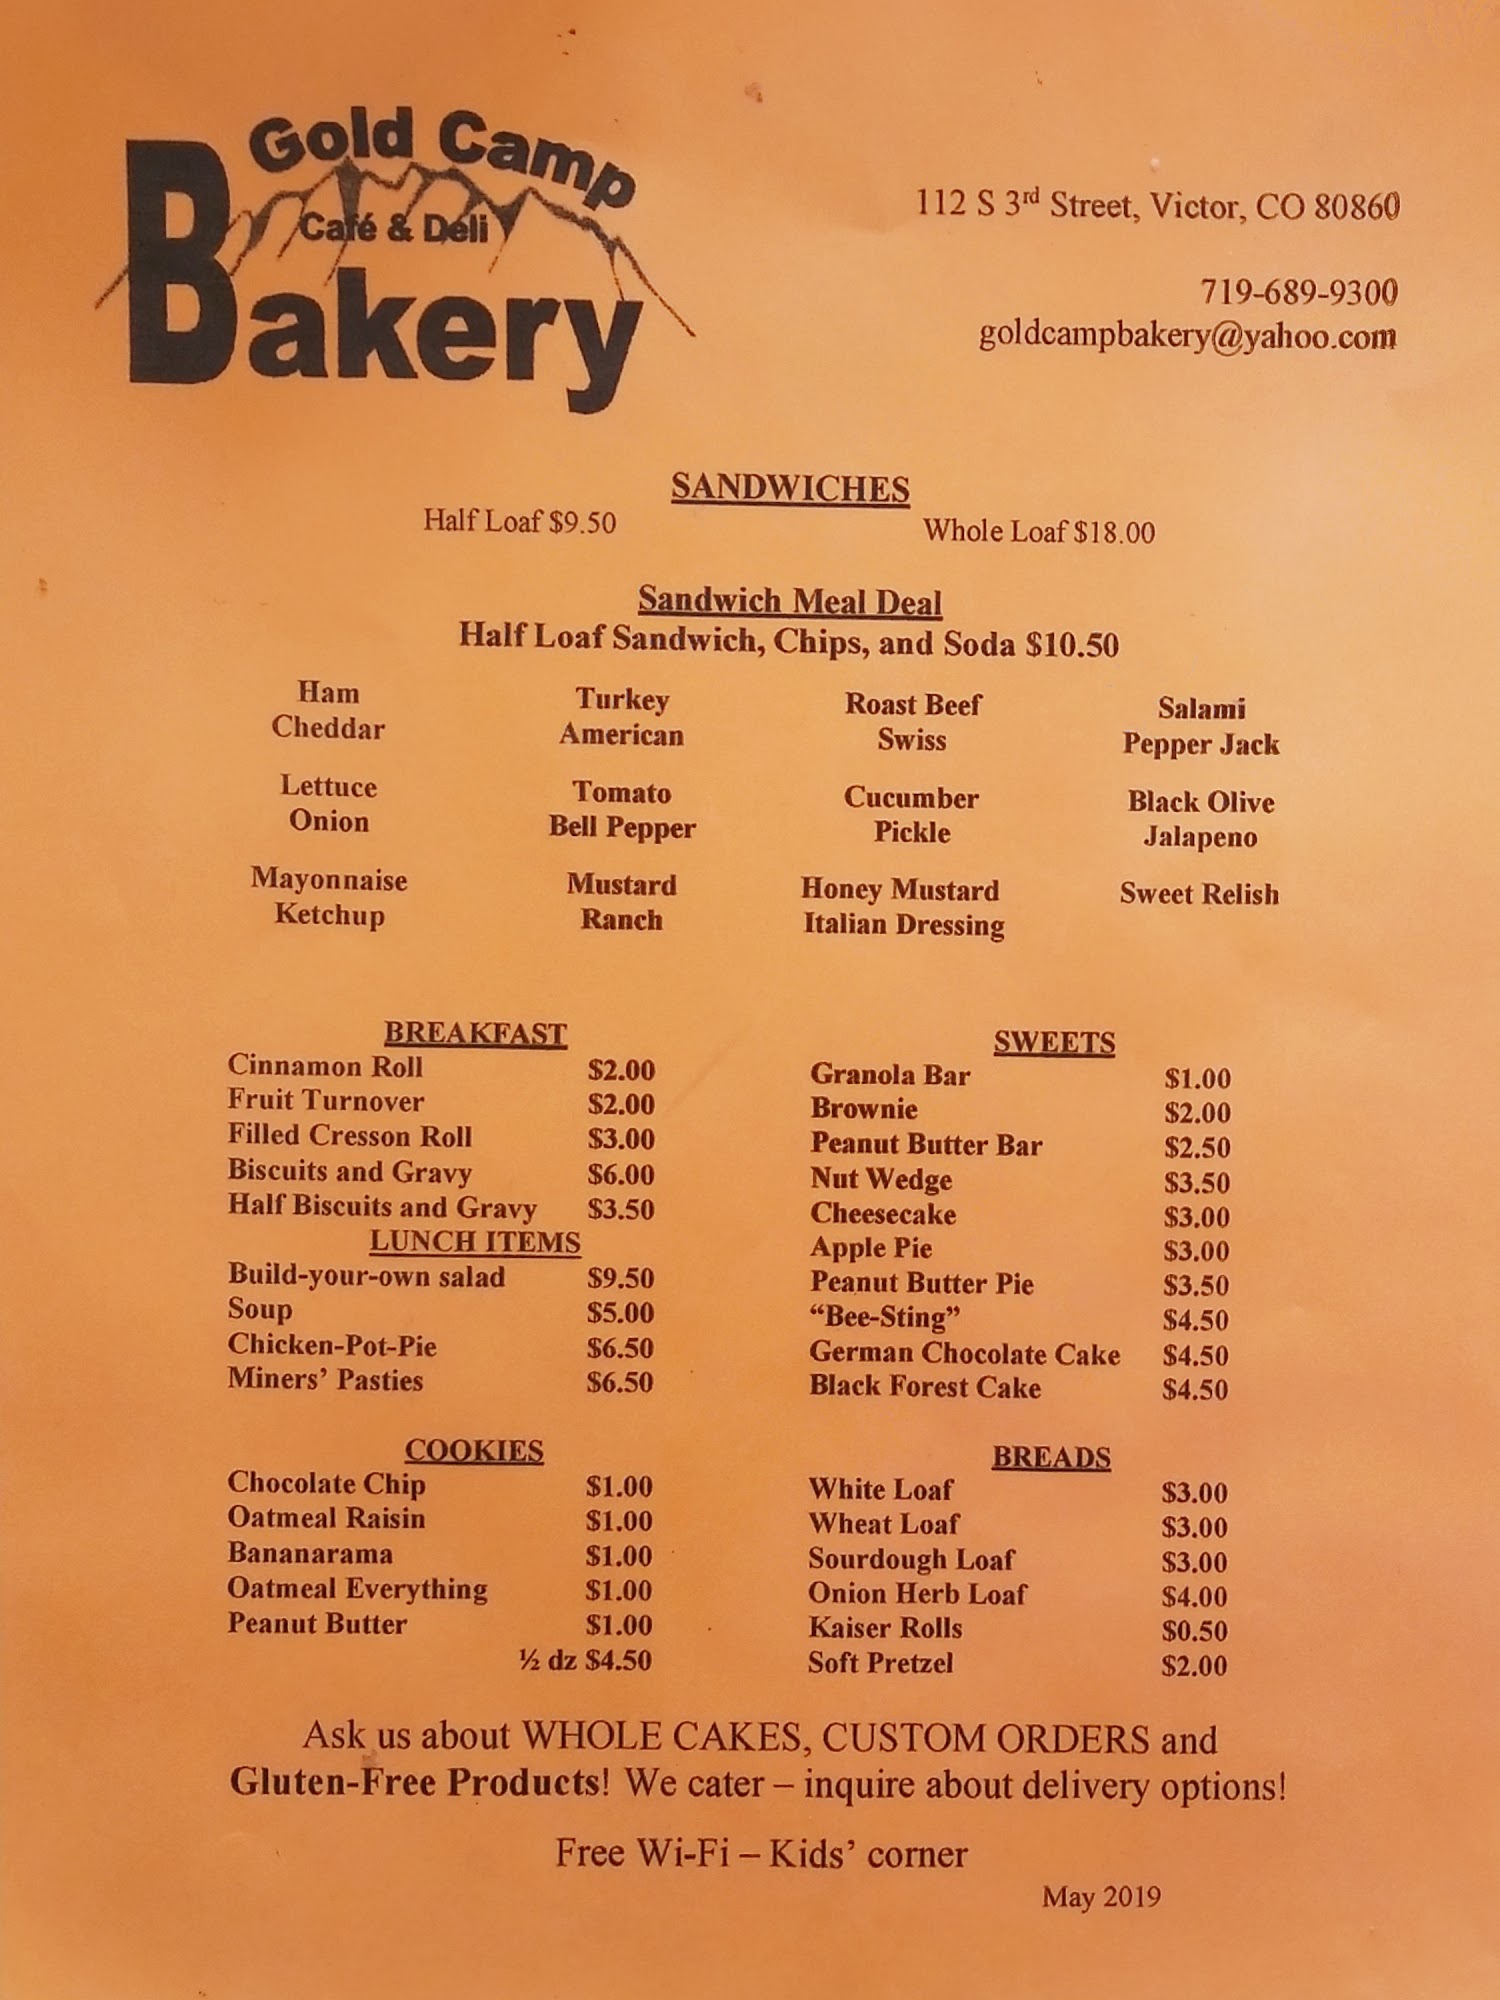 Gold Camp
Café & Deli
Bakery
112 S 3rd Street, Victor, CO 80860
719-689-9300
goldcampbakery@yahoo.com
SANDWICHES
Half Loaf $9.50 Whole Loaf $18.00
Sandwich Meal Deal
Half Loaf Sandwich, Chips, and Soda $10.50
Ham Turkey Roast Beef Salami
Cheddar American Swiss Pepper Jack
Lettuce Tomato Cucumber Black Olive
Onion Bell Pepper Pickle Jalapeno
Mayonnaise Mustard Honey Mustard Sweet Relish
Ketchup Ranch Italian Dressing
BREAKFAST
Cinnamon Roll $2.00
Fruit Turnover $2.00
Filled Cresson Roll $3.00
Biscuits and Gravy $6.00
Half Biscuits and Gravy $3.50
LUNCH ITEMS
Build-your-own salad $9.50
Soup $5.00
Chicken-Pot-Pie $6.50
Miners’ Pasties $6.50
SWEETS
Granola Bar $1.00
Brownie $2.00
Peanut Butter Bar $2.50
Nut Wedge $3.50
Cheesecake $3.00
Apple Pie $3.00
Peanut Butter Pie $3.50
“Bee-Sting” $4.50
German Chocolate Cake $4.50
Black Forest Cake $4.50
COOKIES
Chocolate Chip $1.00
Oatmeal Raisin $1.00
Bananarama $1.00
Oatmeal Everything $1.00
Peanut Butter $1.00
½ dz $4.50
BREADS
White Loaf $3.00
Wheat Loaf $3.00
Sourdough Loaf $3.00
Onion Herb Loaf $4.00
Kaiser Rolls $0.50
Soft Pretzel $2.00
Ask us about WHOLE CAKES, CUSTOM ORDERS and
Gluten-Free Products! We cater – inquire about delivery options!
Free Wi-Fi – Kids’ corner
May 2019